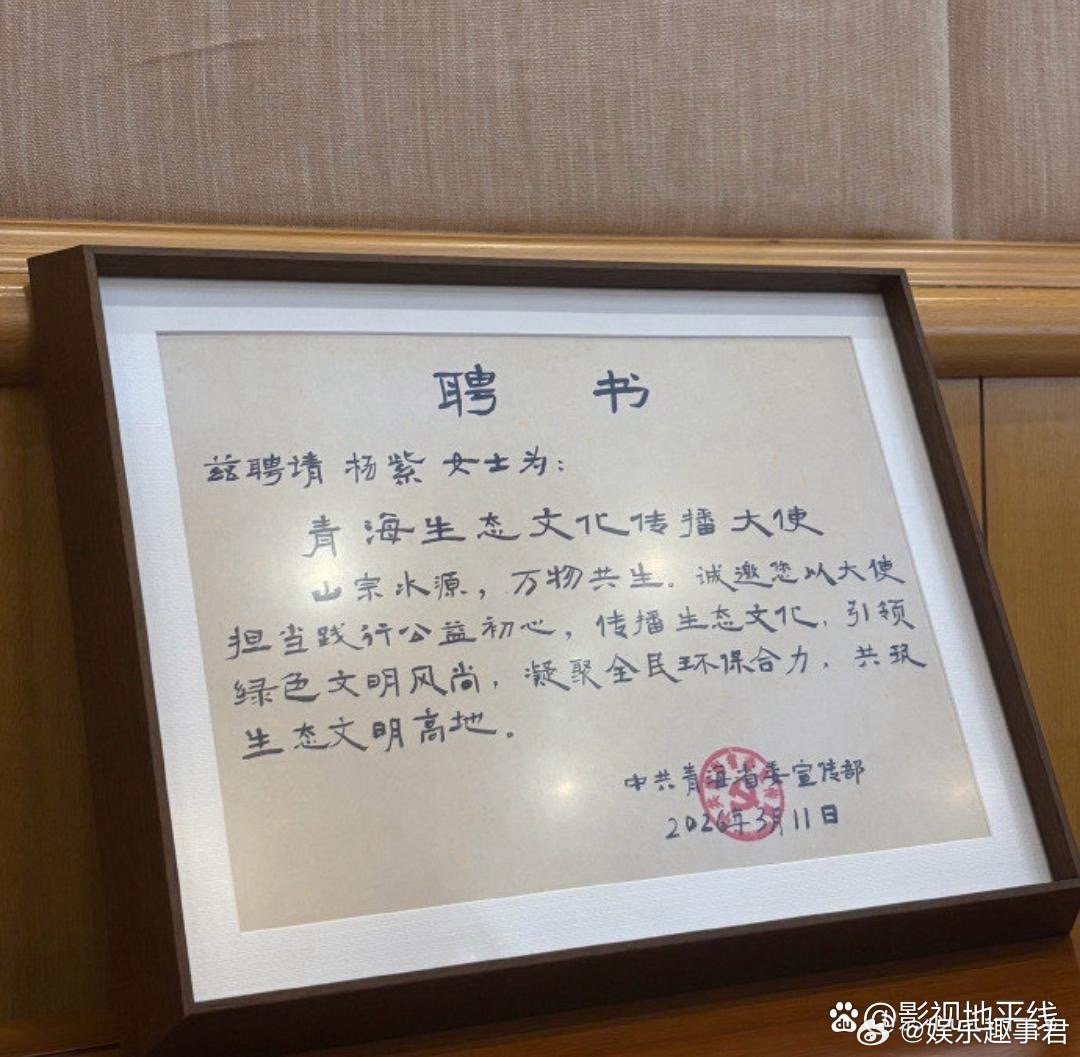 聘 书
兹聘请 杨紫 女士为：
青海生态文化传播大使
山宗水源，万物共生。诚邀您以大使
担当践行公益初心，传播生态文化，引领
绿色文明风尚，凝聚全民环保合力，共筑
生态文明高地。
中共青海省委宣传部
2026年3月11日
@影视地平线
@娱乐趣事君